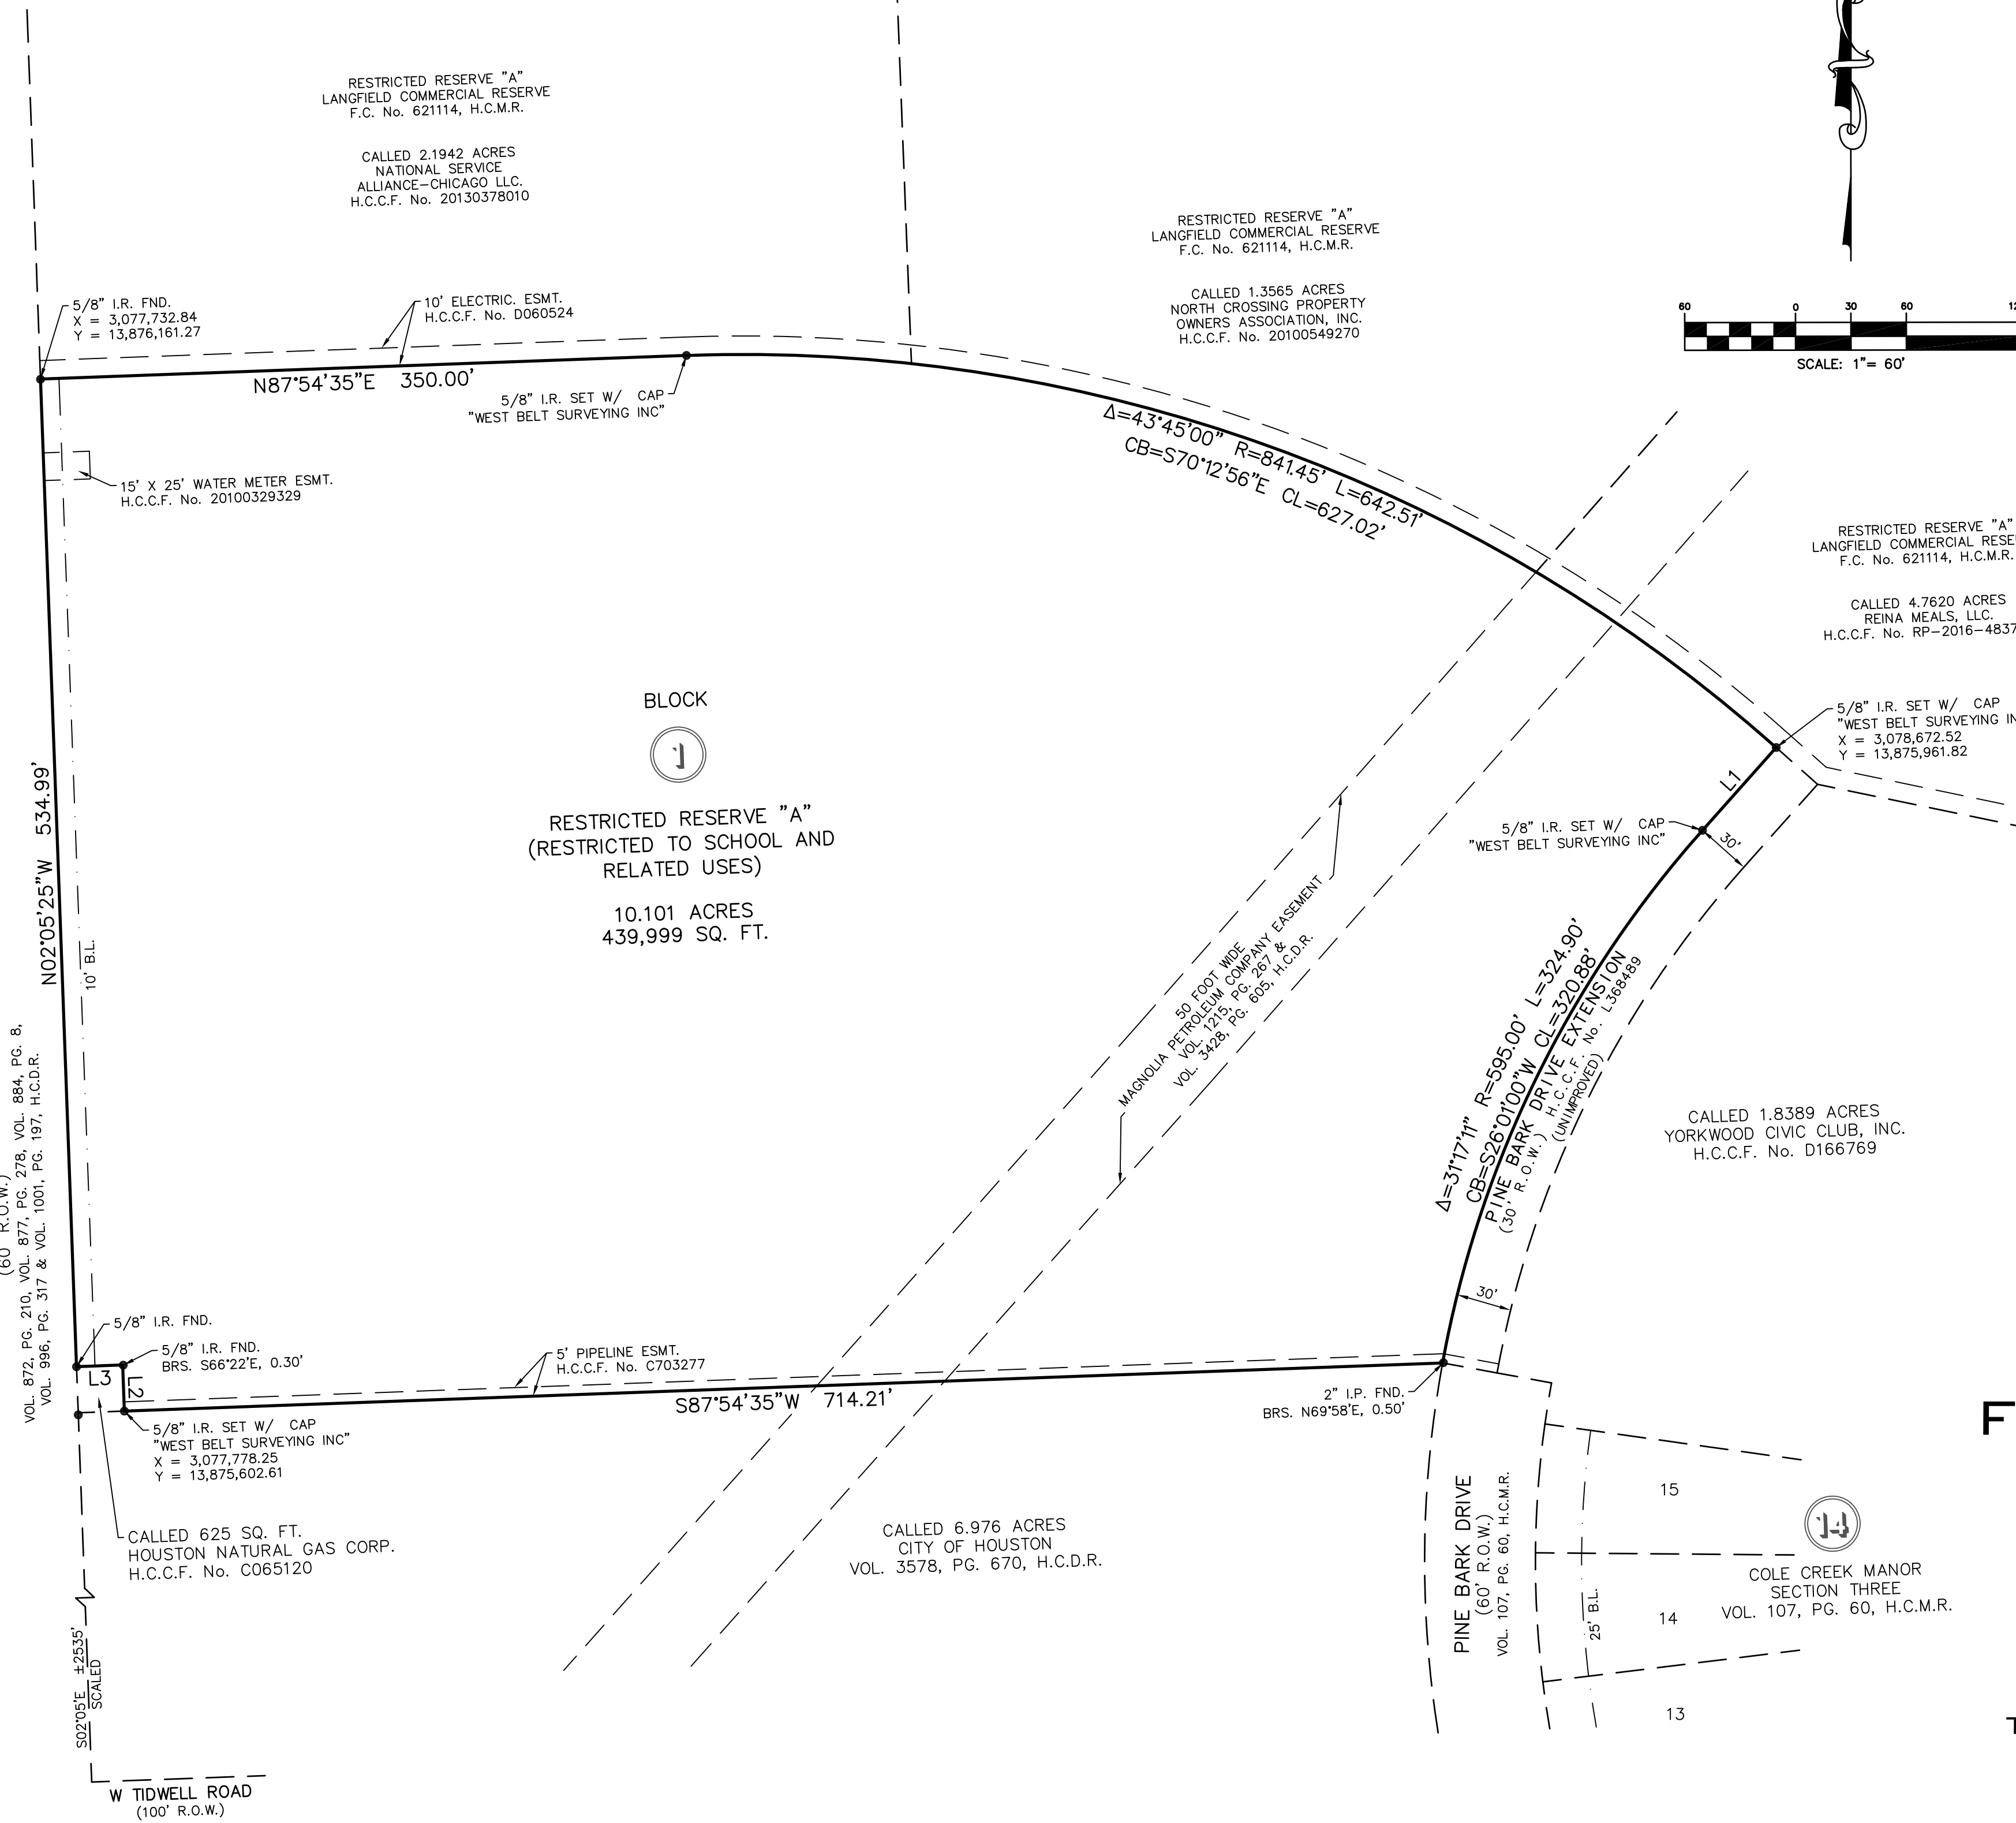 RESTRICTED RESERVE "A"
LANGFIELD COMMERCIAL RESERVE
F.C. No. 621114, H.C.M.R.
CALLED 2.1942 ACRES
NATIONAL SERVICE
ALLIANCE-CHICAGO LLC.
H.C.C.F. No. 20130378010
RESTRICTED RESERVE "A"
LANGFIELD COMMERCIAL RESERVE
F.C. No. 621114, H.C.M.R.
CALLED 1.3565 ACRES
NORTH CROSSING PROPERTY
OWNERS ASSOCIATION, INC.
H.C.C.F. No. 20100549270
60 0 30 60
SCALE: 1"= 60'
5/8" I.R. FND.
X = 3,077,732.84
Y = 13,876,161.27
10' ELECTRIC. ESMT.
H.C.C.F. No. D060524
N87°54'35"E 350.00'
5/8" I.R. SET W/ CAP
"WEST BELT SURVEYING INC"
Δ=43°45'00" R=841.45' L=642.51'
CB=S70°12'56"E CL=627.02'
15' X 25' WATER METER ESMT.
H.C.C.F. No. 20100329329
RESTRICTED RESERVE "A"
LANGFIELD COMMERCIAL
F.C. No. 621114, H.C.M.R.
CALLED 4.7620 ACRES
REINA MEALS, LLC.
H.C.C.F. No. RP-2016-4837
5/8" I.R. SET W/ CAP
"WEST BELT SURVEYING
X = 3,078,672.52
Y = 13,875,961.82
L1
5/8" I.R. SET W/ CAP
"WEST BELT SURVEYING INC"
30'
BLOCK
1
RESTRICTED RESERVE "A"
(RESTRICTED TO SCHOOL AND
RELATED USES)
10.101 ACRES
439,999 SQ. FT.
N02°05'25"W 534.99'
10' B.L.
50 FOOT WIDE
MAGNOLIA PETROLEUM COMPANY EASEMENT
VOL. 1215, PG. 267 &
VOL. 3428, PG. 605, H.C.D.R.
Δ=31°17'11" R=595.00' L=324.90'
CB=S26°01'00"W CL=320.88'
PINE BARK DRIVE EXTENSION
(30' R.O.W.) H.C.C.F. No. L368489
(UNIMPROVED)
30'
CALLED 1.8389 ACRES
YORKWOOD CIVIC CLUB, INC.
H.C.C.F. No. D166769
(60' R.O.W.)
VOL. 872, PG. 210, VOL. 877, PG. 278, VOL. 884, PG. 8,
VOL. 996, PG. 317 & VOL. 1001, PG. 197, H.C.D.R.
5/8" I.R. FND.
5/8" I.R. FND.
BRS. S66°22'E, 0.30'
L3
L2
5' PIPELINE ESMT.
H.C.C.F. No. C703277
S87°54'35"W 714.21'
2" I.P. FND.
BRS. N69°58'E, 0.50'
5/8" I.R. SET W/ CAP
"WEST BELT SURVEYING INC"
X = 3,077,778.25
Y = 13,875,602.61
CALLED 625 SQ. FT.
HOUSTON NATURAL GAS CORP.
H.C.C.F. No. C065120
CALLED 6.976 ACRES
CITY OF HOUSTON
VOL. 3578, PG. 670, H.C.D.R.
PINE BARK DRIVE
(60' R.O.W.)
VOL. 107, PG. 60, H.C.M.R.
25' B.L.
15
14
13
14
COLE CREEK MANOR
SECTION THREE
VOL. 107, PG. 60, H.C.M.R.
F
S02°05'E ±2535'
SCALED
W TIDWELL ROAD
(100' R.O.W.)